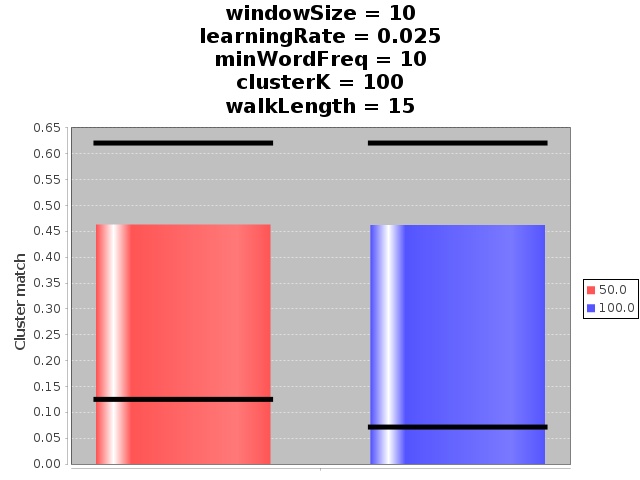 windowSize = 10
learningRate = 0.025
minWordFreq = 10
clusterK = 100
walkLength = 15
0.65
0.60
0.55
0.50
0.45
0.40
0.35
0.30
0.25
0.20
0.15
0.10
0.05
0.00
Cluster match
50.0
100.0